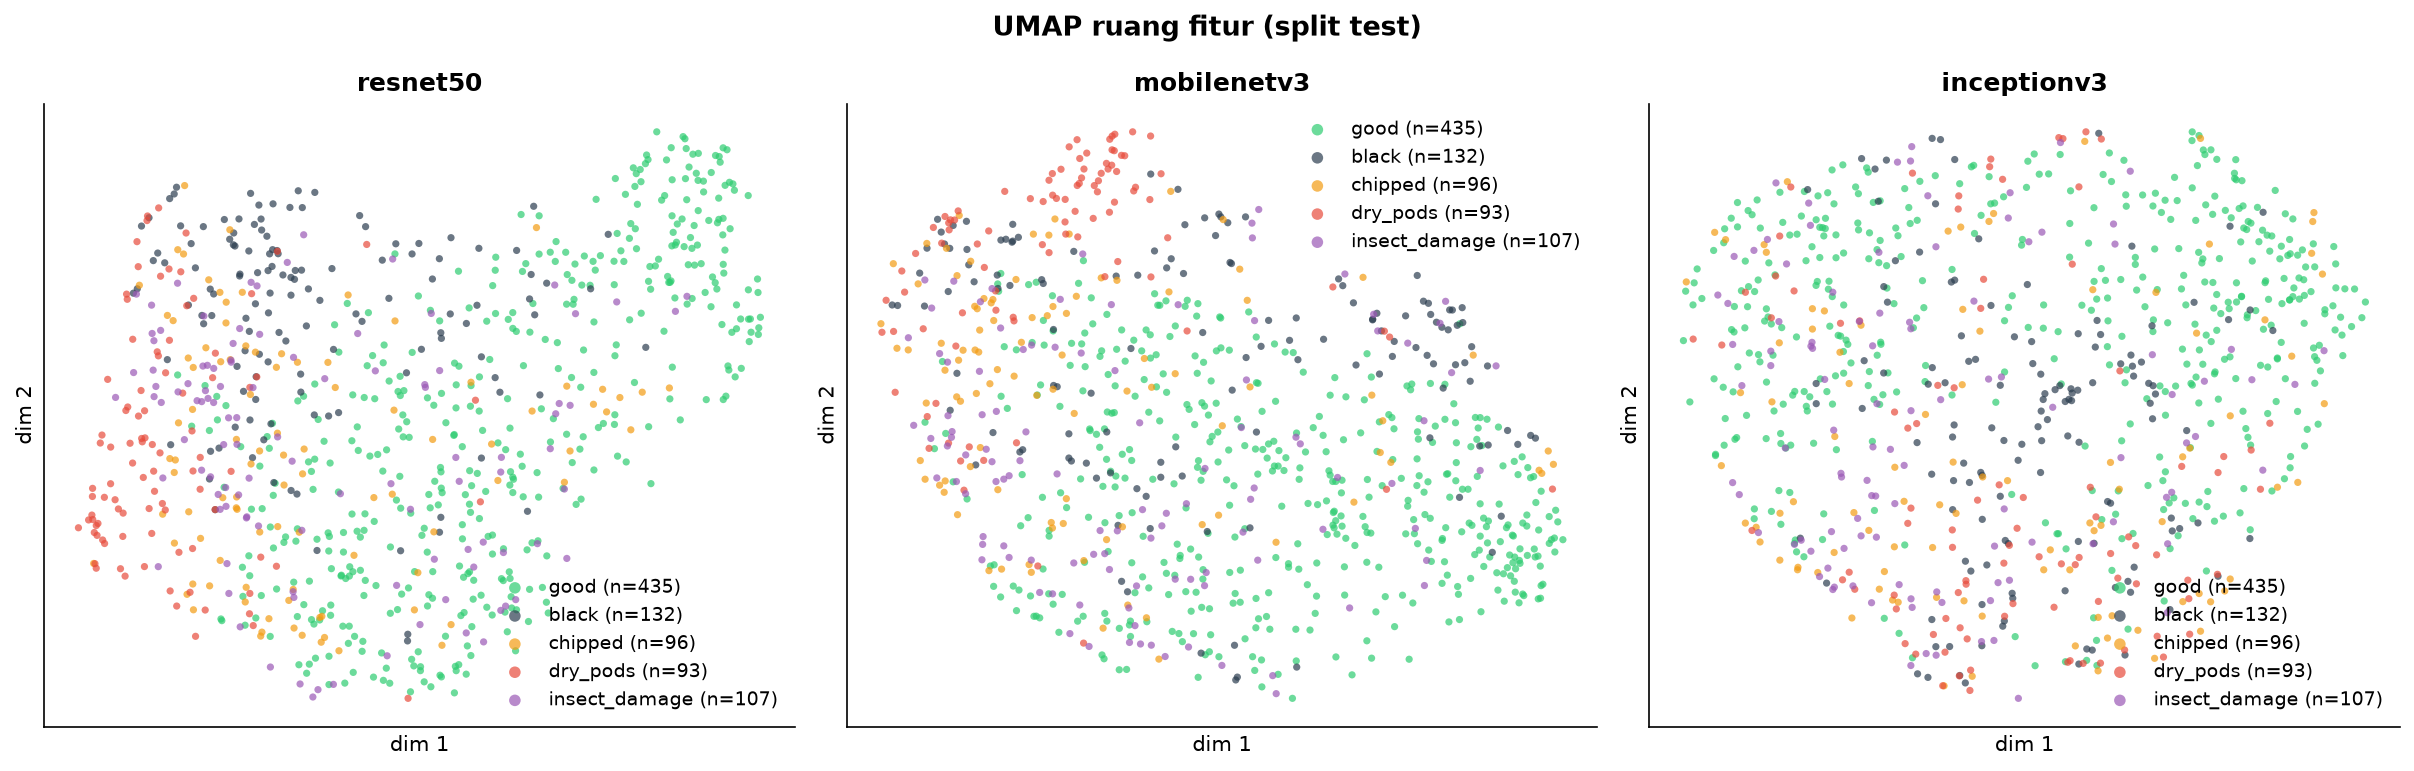 UMAP ruang fitur (split test)
resnet50
dim 2
dim 1
good (n=435)
black (n=132)
chipped (n=96)
dry_pods (n=93)
insect_damage (n=107)
mobilenetv3
dim 2
dim 1
good (n=435)
black (n=132)
chipped (n=96)
dry_pods (n=93)
insect_damage (n=107)
inceptionv3
dim 2
dim 1
good (n=435)
black (n=132)
chipped (n=96)
dry_pods (n=93)
insect_damage (n=107)